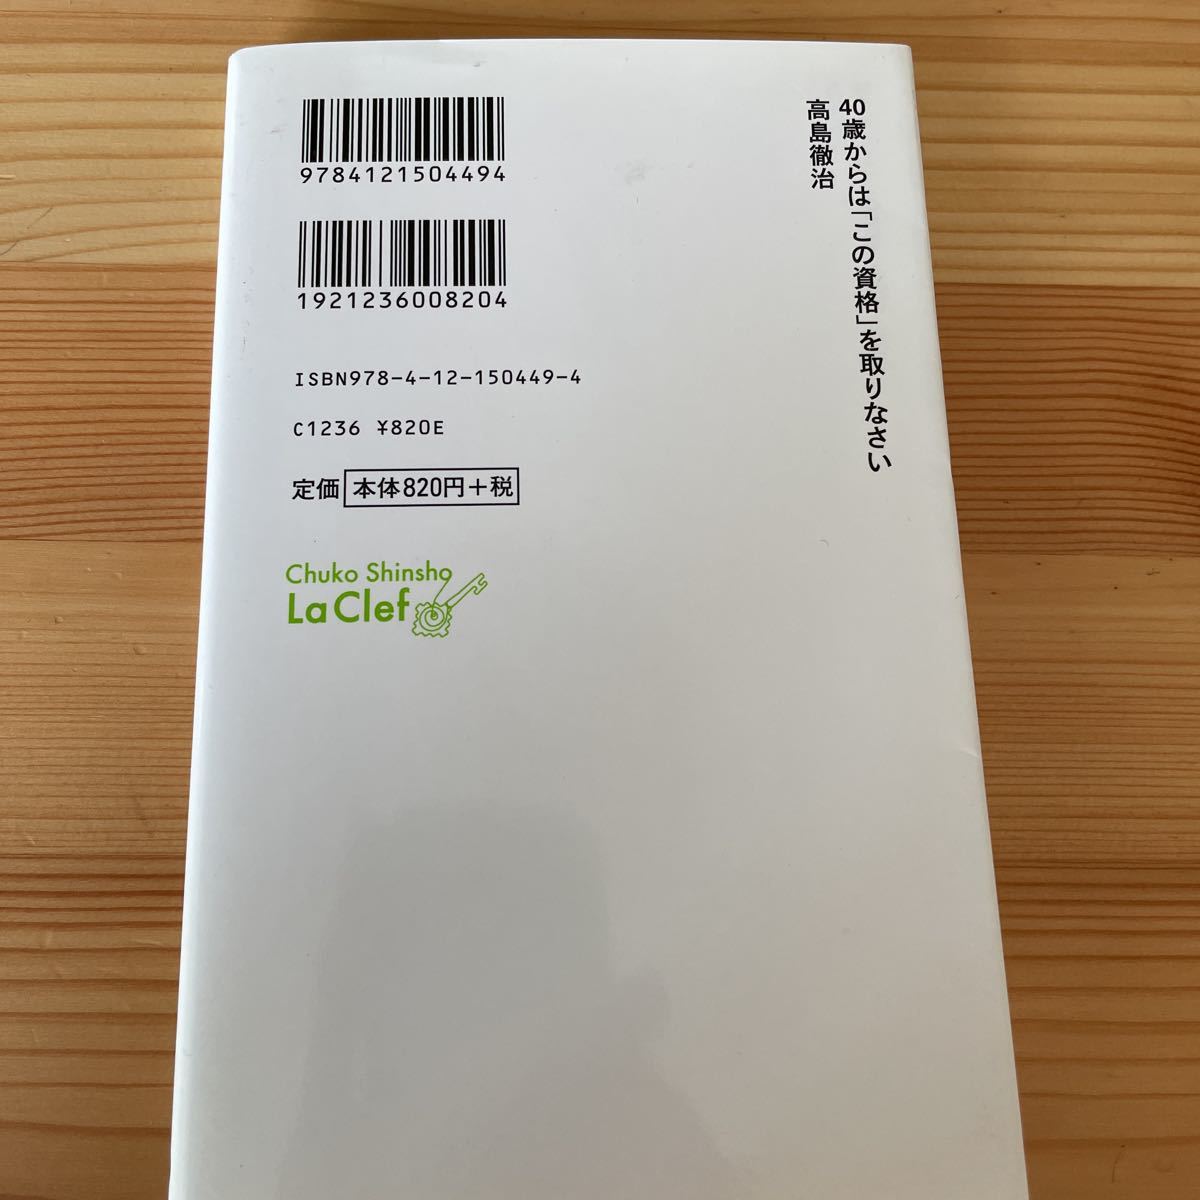 40歳からは「この資格」を取りなさい
高島徹治
9784121504494
1921236008204
ISBN978-4-12-150449-4
C1236 ¥820E
定価 本体820円+税
Chuko Shinsho
La Clef